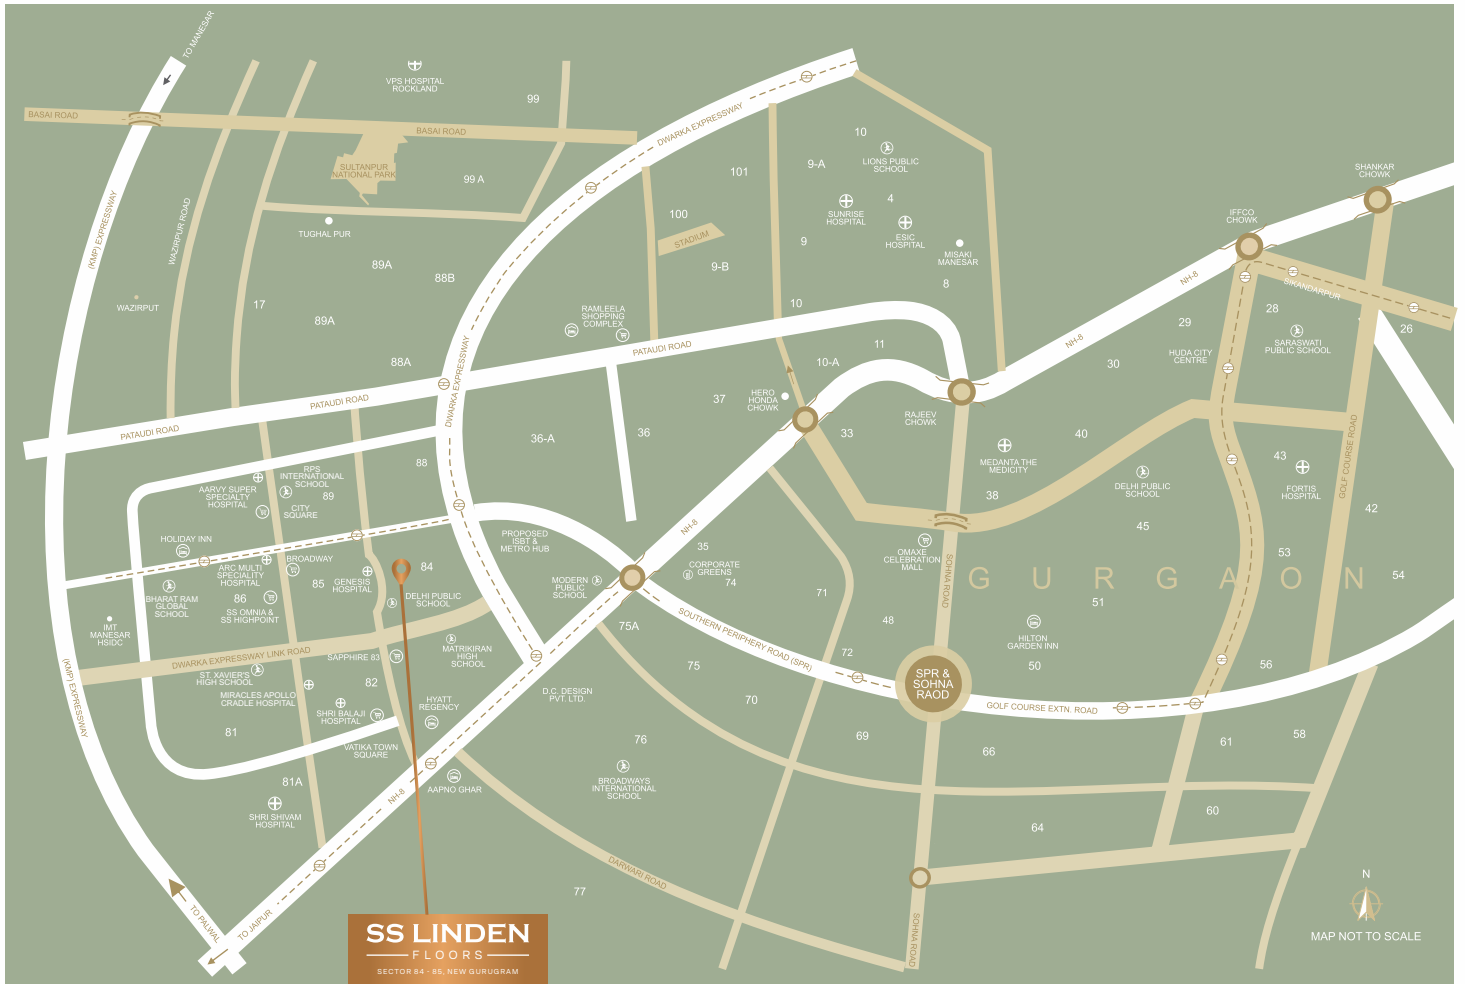 TO MANESAR
VPS HOSPITAL
ROCKLAND
99
BASAI ROAD
BASAI ROAD
SULTANPUR
NATIONAL PARK
99 A
TUGHAL PUR
(KMP) EXPRESSWAY
WAZIRPUR ROAD
WAZIRPUT
17
89A
88B
89A
88A
DWARKA EXPRESSWAY
101
100
STADIUM
9-B
10
9-A
LIONS PUBLIC
SCHOOL
4
SUNRISE
HOSPITAL
ESIC
HOSPITAL
9
MISAKI
MANESAR
8
10
SHANKAR
CHOWK
IFFCO
CHOWK
NH-8
SIKANDARPUR
28
26
29
SARASWATI
PUBLIC SCHOOL
HUDA CITY
CENTRE
NH-8
30
RAMLEELA
SHOPPING
COMPLEX
PATAUDI ROAD
11
10-A
DWARKA EXPRESSWAY
HERO
HONDA
CHOWK
37
RAJEEV
CHOWK
PATAUDI ROAD
PATAUDI ROAD
36-A
36
33
40
43
GOLF COURSE ROAD
88
RPS
INTERNATIONAL
SCHOOL
89
AARVY SUPER
SPECIALTY
HOSPITAL
CITY
SQUARE
MEDANTA THE
MEDICITY
38
DELHI PUBLIC
SCHOOL
FORTIS
HOSPITAL
42
45
NH-8
HOLIDAY INN
PROPOSED
ISBT &
METRO HUB
35
OMAXE
CELEBRATION
MALL
53
BROADWAY
ARC MULTI
SPECIALITY
HOSPITAL
85
GENESIS
HOSPITAL
84
MODERN
PUBLIC
SCHOOL
CORPORATE
GREENS
74
SOHNA ROAD
GURGAON
54
BHARAT RAM
GLOBAL
SCHOOL
86
SS OMNIA &
SS HIGHPOINT
DELHI PUBLIC
SCHOOL
71
51
IMT
MANESAR
HSIDC
75A
SOUTHERN PERIPHERY ROAD (SPR)
48
HILTON
GARDEN INN
50
56
DWARKA EXPRESSWAY LINK ROAD
SAPPHIRE 83
MATRIKIRAN
HIGH
SCHOOL
75
72
(KMP) EXPRESSWAY
ST. XAVIER'S
HIGH SCHOOL
82
SPR &
SOHNA
RAOD
MIRACLES APOLLO
CRADLE HOSPITAL
HYATT
REGENCY
D.C. DESIGN
PVT. LTD.
70
GOLF COURSE EXTN. ROAD
SHRI BALAJI
HOSPITAL
81
VATIKA TOWN
SQUARE
76
69
66
61
58
81A
AAPNO GHAR
BROADWAYS
INTERNATIONAL
SCHOOL
NH-8
SHRI SHIVAM
HOSPITAL
64
60
DARWARI ROAD
77
TO PALWAL
TO JAIPUR
SOHNA ROAD
N
MAP NOT TO SCALE
SS LINDEN
FLOORS
SECTOR 84 - 85, NEW GURUGRAM